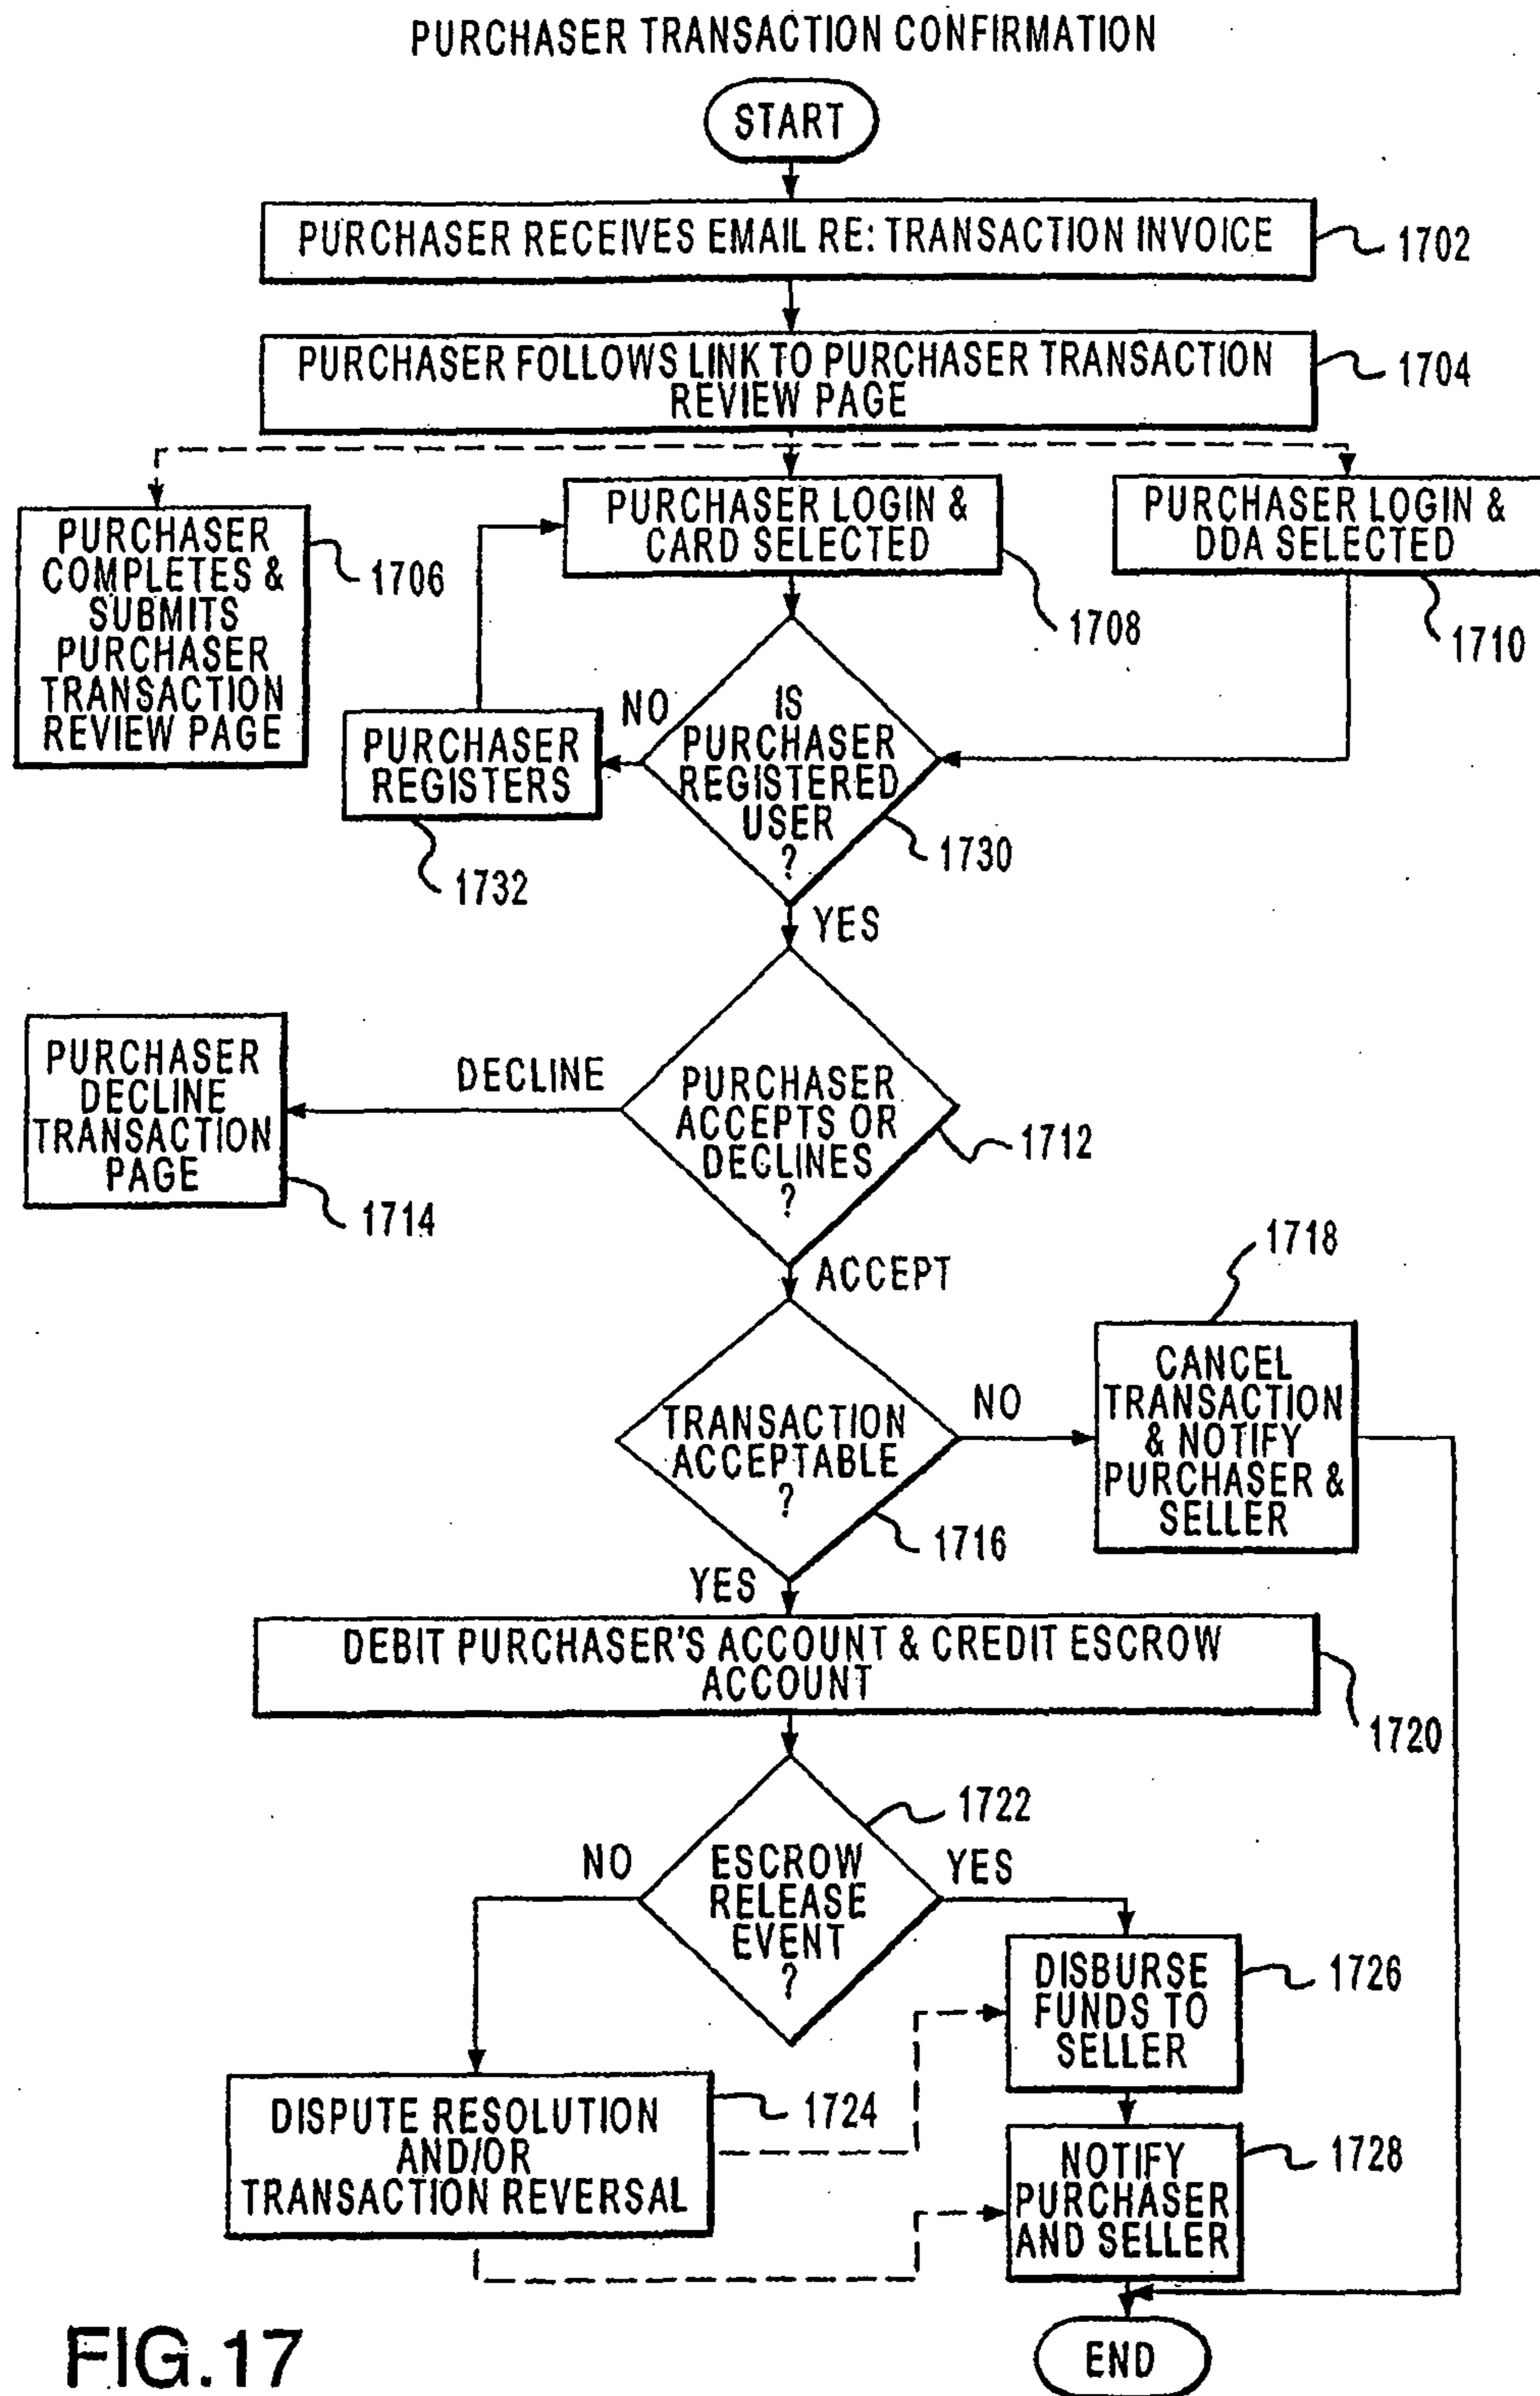 PURCHASER TRANSACTION CONFIRMATION
START
PURCHASER RECEIVES EMAIL RE: TRANSACTION INVOICE
1702
PURCHASER FOLLOWS LINK TO PURCHASER TRANSACTION
REVIEW PAGE
1704
PURCHASER
COMPLETES &
SUBMITS
PURCHASER
TRANSACTION
REVIEW PAGE
1706
PURCHASER LOGIN &
CARD SELECTED
1708
PURCHASER LOGIN &
DDA SELECTED
1710
IS
PURCHASER
REGISTERED
USER
?
1730
NO
PURCHASER
REGISTERS
1732
YES
PURCHASER
ACCEPTS OR
DECLINES
?
1712
DECLINE
PURCHASER
DECLINE
TRANSACTION
PAGE
1714
ACCEPT
TRANSACTION
ACCEPTABLE
?
1716
NO
1718
CANCEL
TRANSACTION
& NOTIFY
PURCHASER &
SELLER
YES
DEBIT PURCHASER'S ACCOUNT & CREDIT ESCROW
ACCOUNT
1720
ESCROW
RELEASE
EVENT
?
1722
NO
YES
DISBURSE
FUNDS TO
SELLER
1726
DISPUTE RESOLUTION
AND/OR
TRANSACTION REVERSAL
1724
NOTIFY
PURCHASER
AND SELLER
1728
END
FIG.17